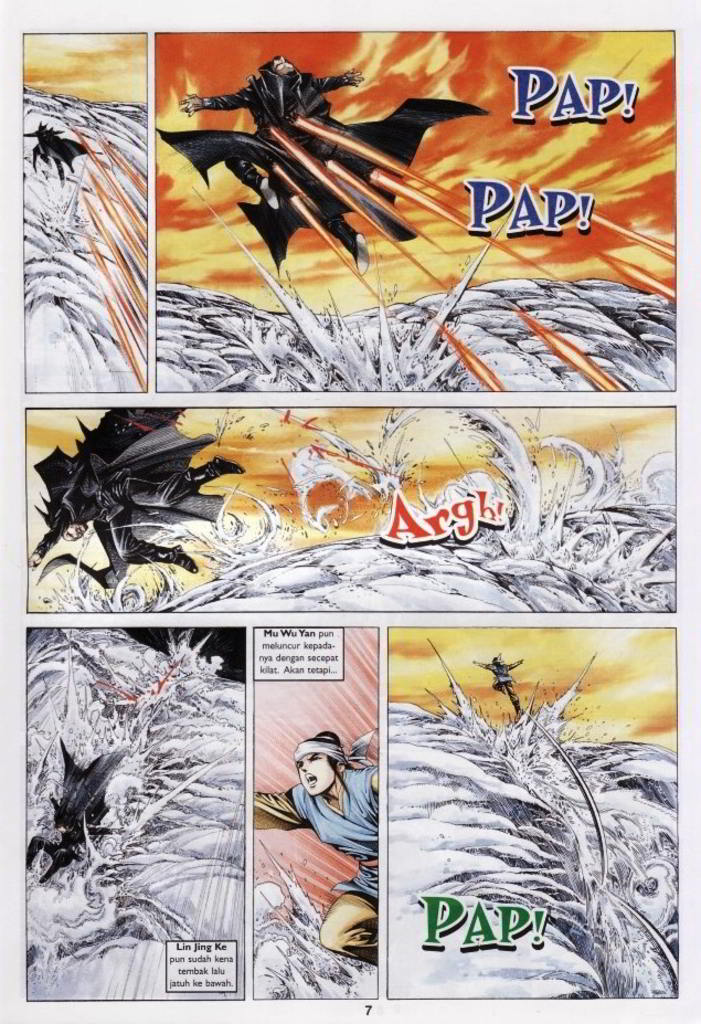 PAP!
PAP!
Argh!
Mu Wu Yan pun
meluncur kepada-
nya dengan secepat
kilat. Akan tetapi...
Lin Jing Ke
pun sudah kena
tembak lalu
jatuh ke bawah.
PAP!
7